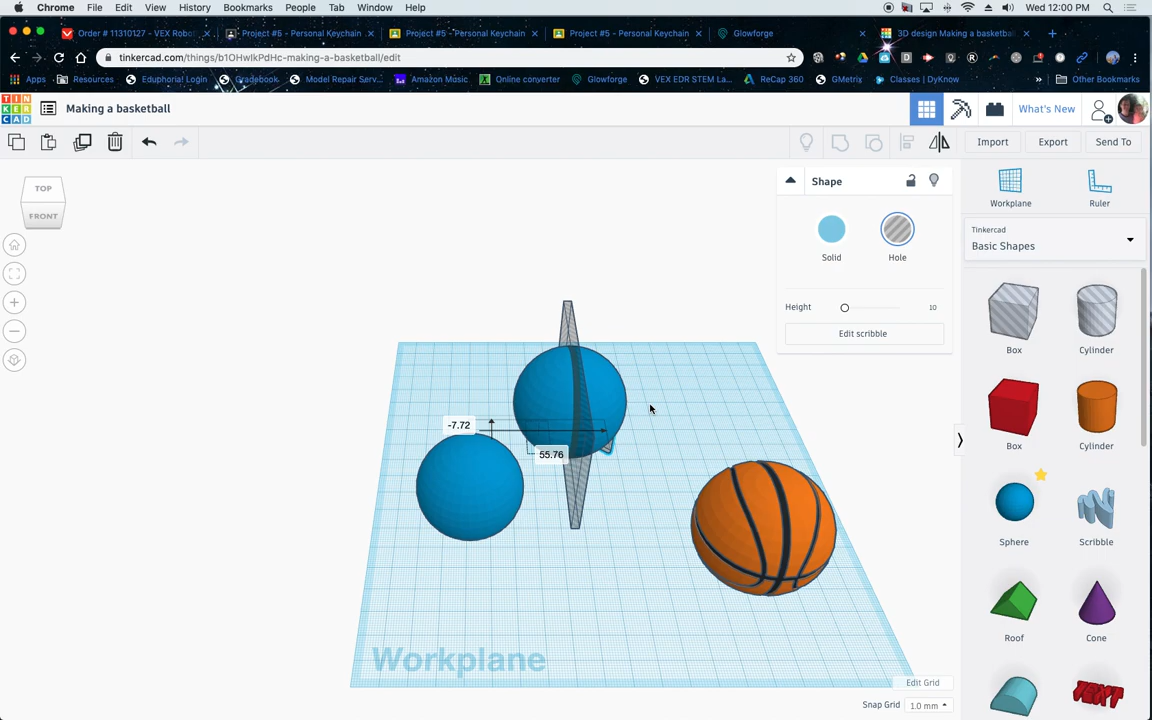 Chrome File Edit View History Bookmarks People Tab Window Help Wed 12:00 PM
Order # 11310127 - VEX Robo Project #6 - Personal Keychain Project #5 - Personal Keychain Project #5 - Personal Keychain Glowforge 3D design Making a basketba
tinkercad.com/things/b1OHwlkPdHc-making-a-basketball/edit
Apps Resources Euphoria! Login Gradebook Model Repair Serv... Amazon Music Online converter Glowforge VEX EDR STEM La... ReCap 360 GMetrix Classes | DyKnow Other Bookmarks
TIN
KER
CAD
Making a basketball
What's New
Import Export Send To
TOP
FRONT
Shape
Solid Hole
Height 10
Edit scribble
Workplane Ruler
Tinkercad
Basic Shapes
Box Cylinder
Box Cylinder
Sphere Scribble
Roof Cone
TEXT
-7.72
55.76
Workplane
Edit Grid
Snap Grid 1.0 mm